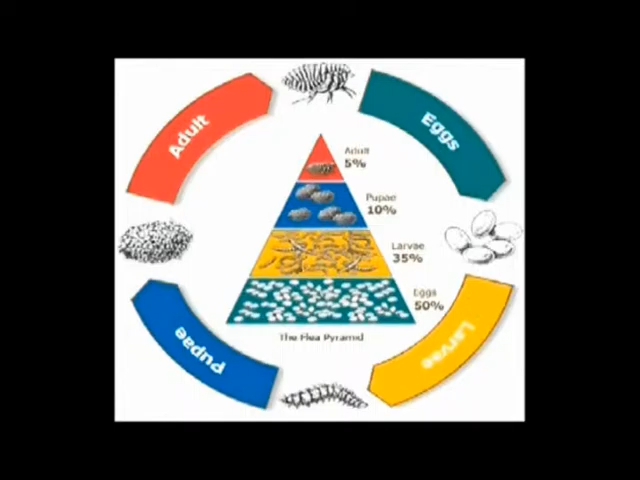 Adult
Eggs
Adult
5%
Pupae
10%
Larvae
35%
Eggs
50%
The Flea Pyramid
Pupae
Larvae